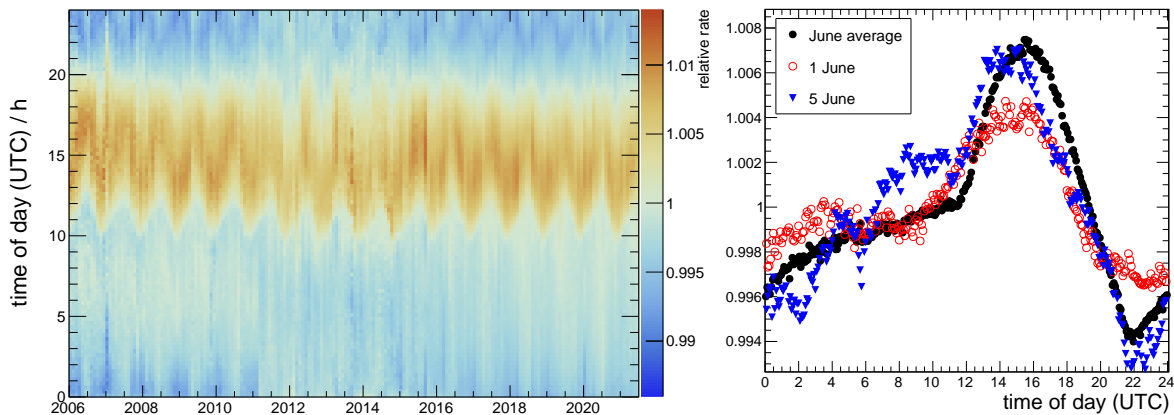 time of day (UTC) / h
20
15
10
5
0
2006 2008 2010 2012 2014 2016 2018 2020
relative rate
1.01
1.005
1
0.995
0.99
1.008
1.006
1.004
1.002
1
0.998
0.996
0.994
June average
1 June
5 June
0 2 4 6 8 10 12 14 16 18 20 22 24
time of day (UTC)